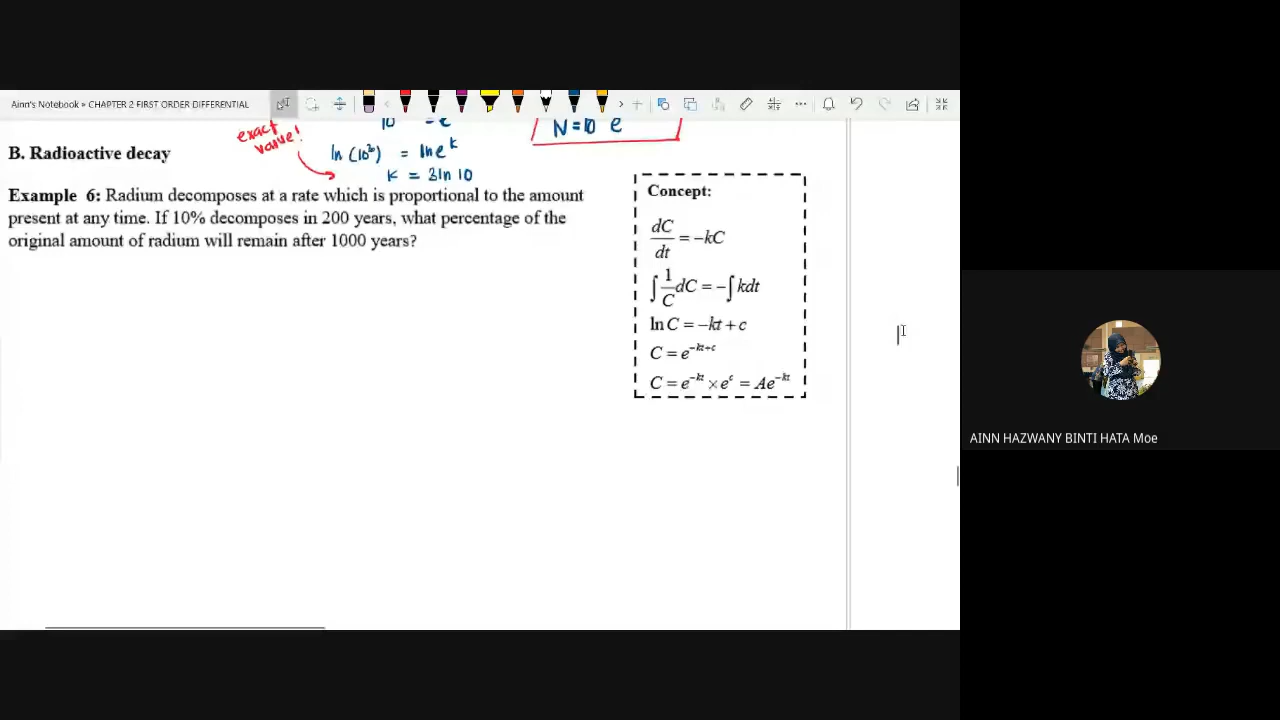 Ainn's Notebook » CHAPTER 2 FIRST ORDER DIFFERENTIAL
exact value!
N = 10 e
ln (10³) = ln eᵏ
k = 3 ln 10
B. Radioactive decay
Example 6: Radium decomposes at a rate which is proportional to the amount
present at any time. If 10% decomposes in 200 years, what percentage of the
original amount of radium will remain after 1000 years?
Concept:
dC/dt = −kC
∫ 1/C dC = −∫ kdt
ln C = −kt + c
C = e^(−kt+c)
C = e^(−kt) × e^c = Ae^(−kt)
AINN HAZWANY BINTI HATA Moe